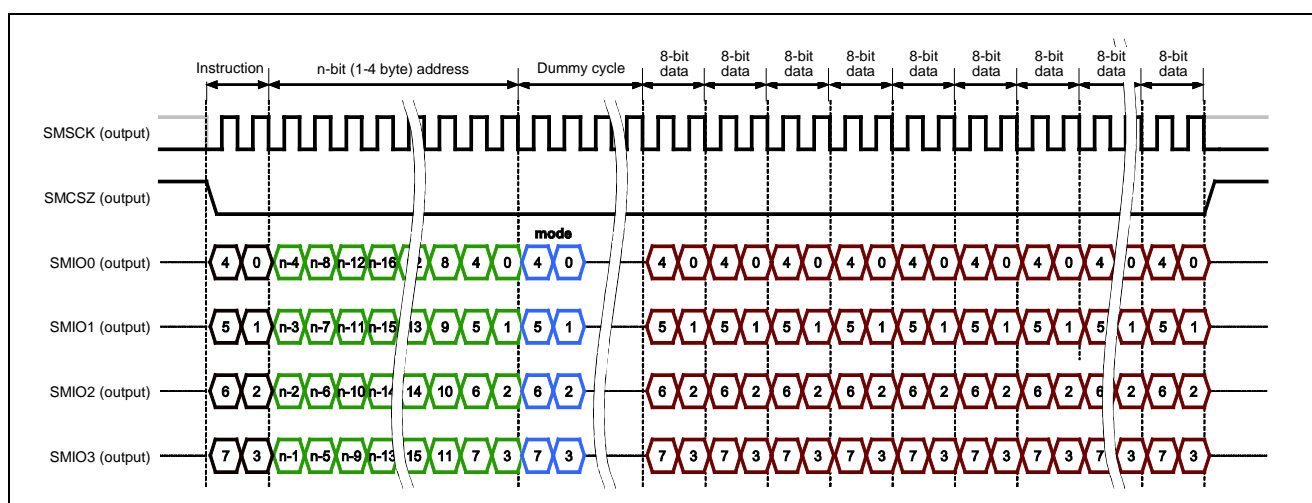 8-bit 8-bit 8-bit 8-bit 8-bit 8-bit 8-bit 8-bit 8-bit
Instruction n-bit (1-4 byte) address Dummy cycle data data data data data data data data data
SMSCK (output)
SMCSZ (output)
mode
SMIO0 (output) 4 0 n-4 n-8 n-12 n-16 2 8 4 0 4 0 4 0 4 0 4 0 4 0 4 0 4 0 4 0 4 0 4 0
SMIO1 (output) 5 1 n-3 n-7 n-11 n-15 13 9 5 1 5 1 5 1 5 1 5 1 5 1 5 1 5 1 5 1 5 1 5 1
SMIO2 (output) 6 2 n-2 n-6 n-10 n-14 14 10 6 2 6 2 6 2 6 2 6 2 6 2 6 2 6 2 6 2 6 2 6 2
SMIO3 (output) 7 3 n-1 n-5 n-9 n-13 15 11 7 3 7 3 7 3 7 3 7 3 7 3 7 3 7 3 7 3 7 3 7 3